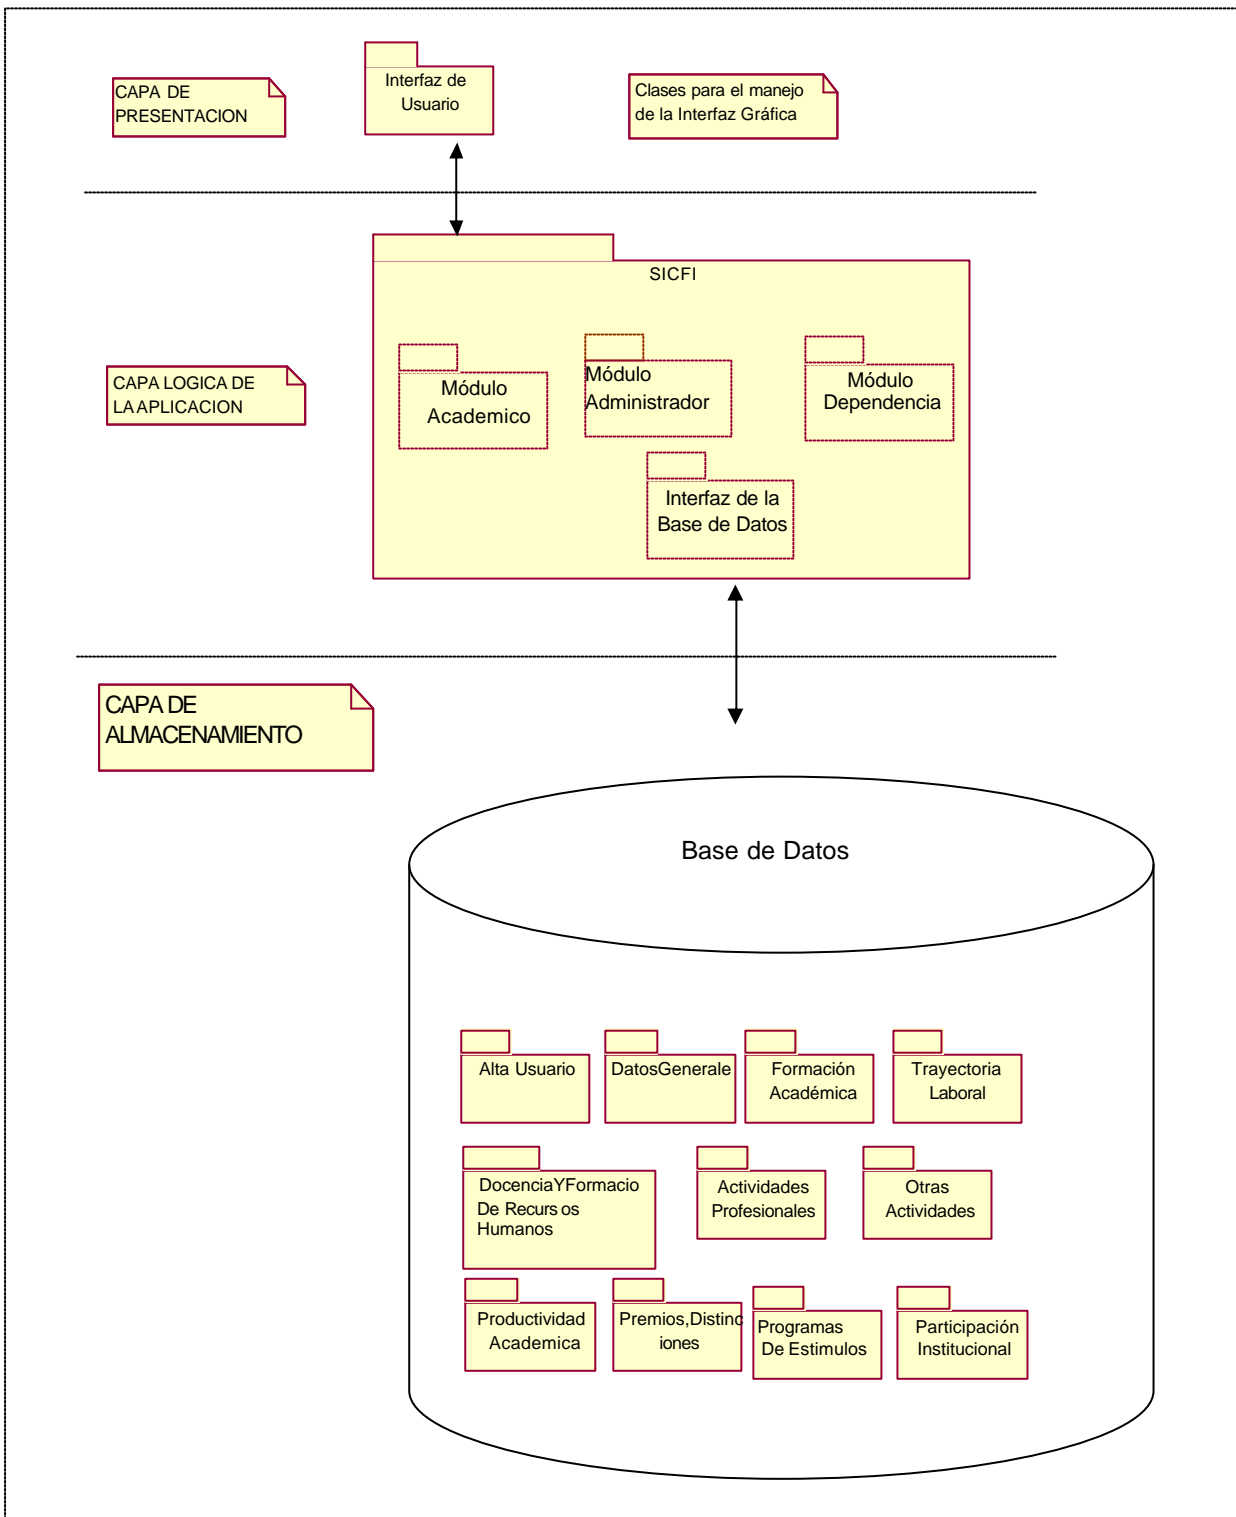 CAPA DE
PRESENTACION
Interfaz de
Usuario
Clases para el manejo
de la Interfaz Gráfica
SICFI
CAPA LOGICA DE
LA APLICACION
Módulo
Academico
Módulo
Administrador
Módulo
Dependencia
Interfaz de la
Base de Datos
CAPA DE
ALMACENAMIENTO
Base de Datos
Alta Usuario
DatosGenerale
Formación
Académica
Trayectoria
Laboral
DocenciaYFormacio
De Recurs os
Humanos
Actividades
Profesionales
Otras
Actividades
Productividad
Academica
Premios,Distinc
iones
Programas
De Estimulos
Participación
Institucional